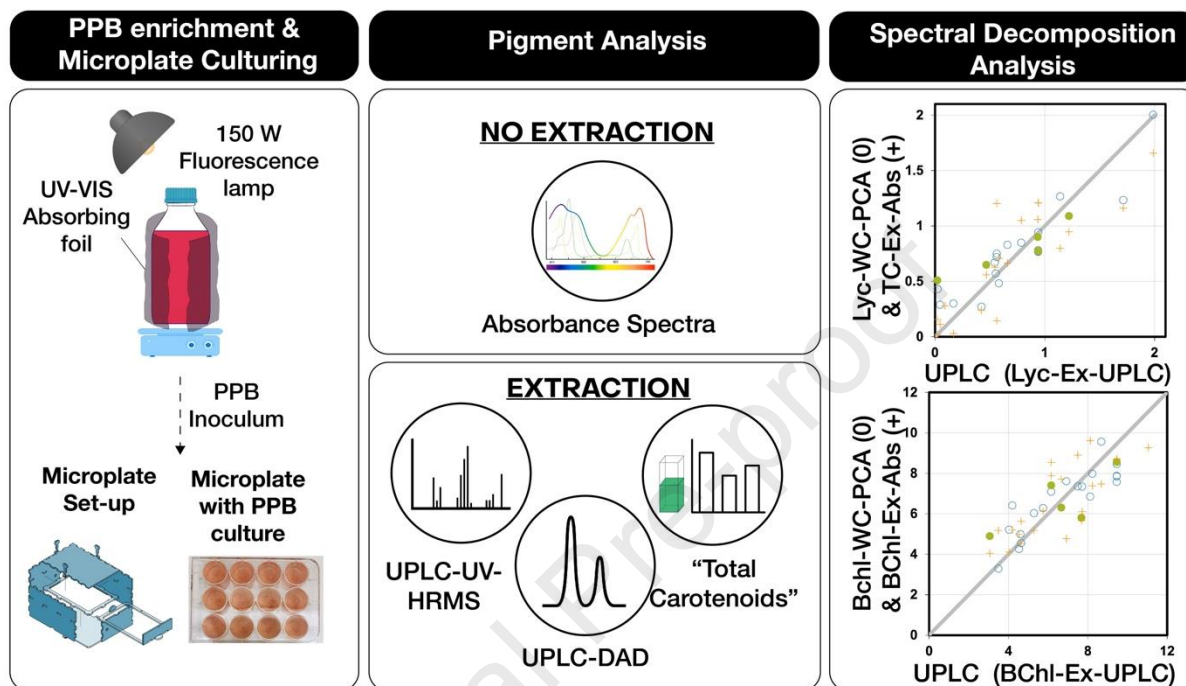 PPB enrichment &
Microplate Culturing
150 W
Fluorescence
lamp
UV-VIS
Absorbing
foil
PPB
Inoculum
Microplate
Set-up
Microplate
with PPB
culture
Pigment Analysis
NO EXTRACTION
Absorbance Spectra
EXTRACTION
UPLC-UV-
HRMS
UPLC-DAD
“Total
Carotenoids”
Spectral Decomposition
Analysis
Lyc-WC-PCA (0)
& TC-Ex-Abs (+)
2
1.5
1
0.5
0
0 1 2
UPLC (Lyc-Ex-UPLC)
Bchl-WC-PCA (0)
& BChl-Ex-Abs (+)
12
10
8
6
4
2
0
0 4 8 12
UPLC (BChl-Ex-UPLC)
al Pre-proof